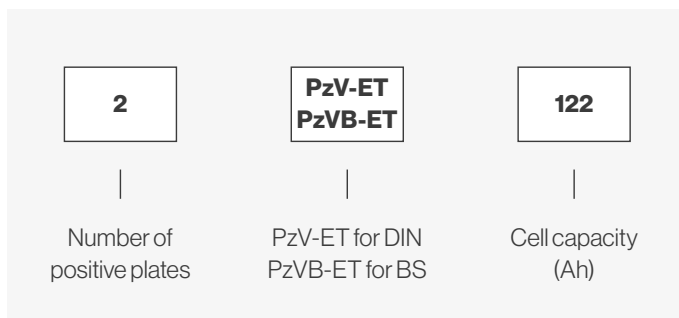 2
PzV-ET
PzVB-ET
122
Number of
positive plates
PzV-ET for DIN
PzVB-ET for BS
Cell capacity
(Ah)